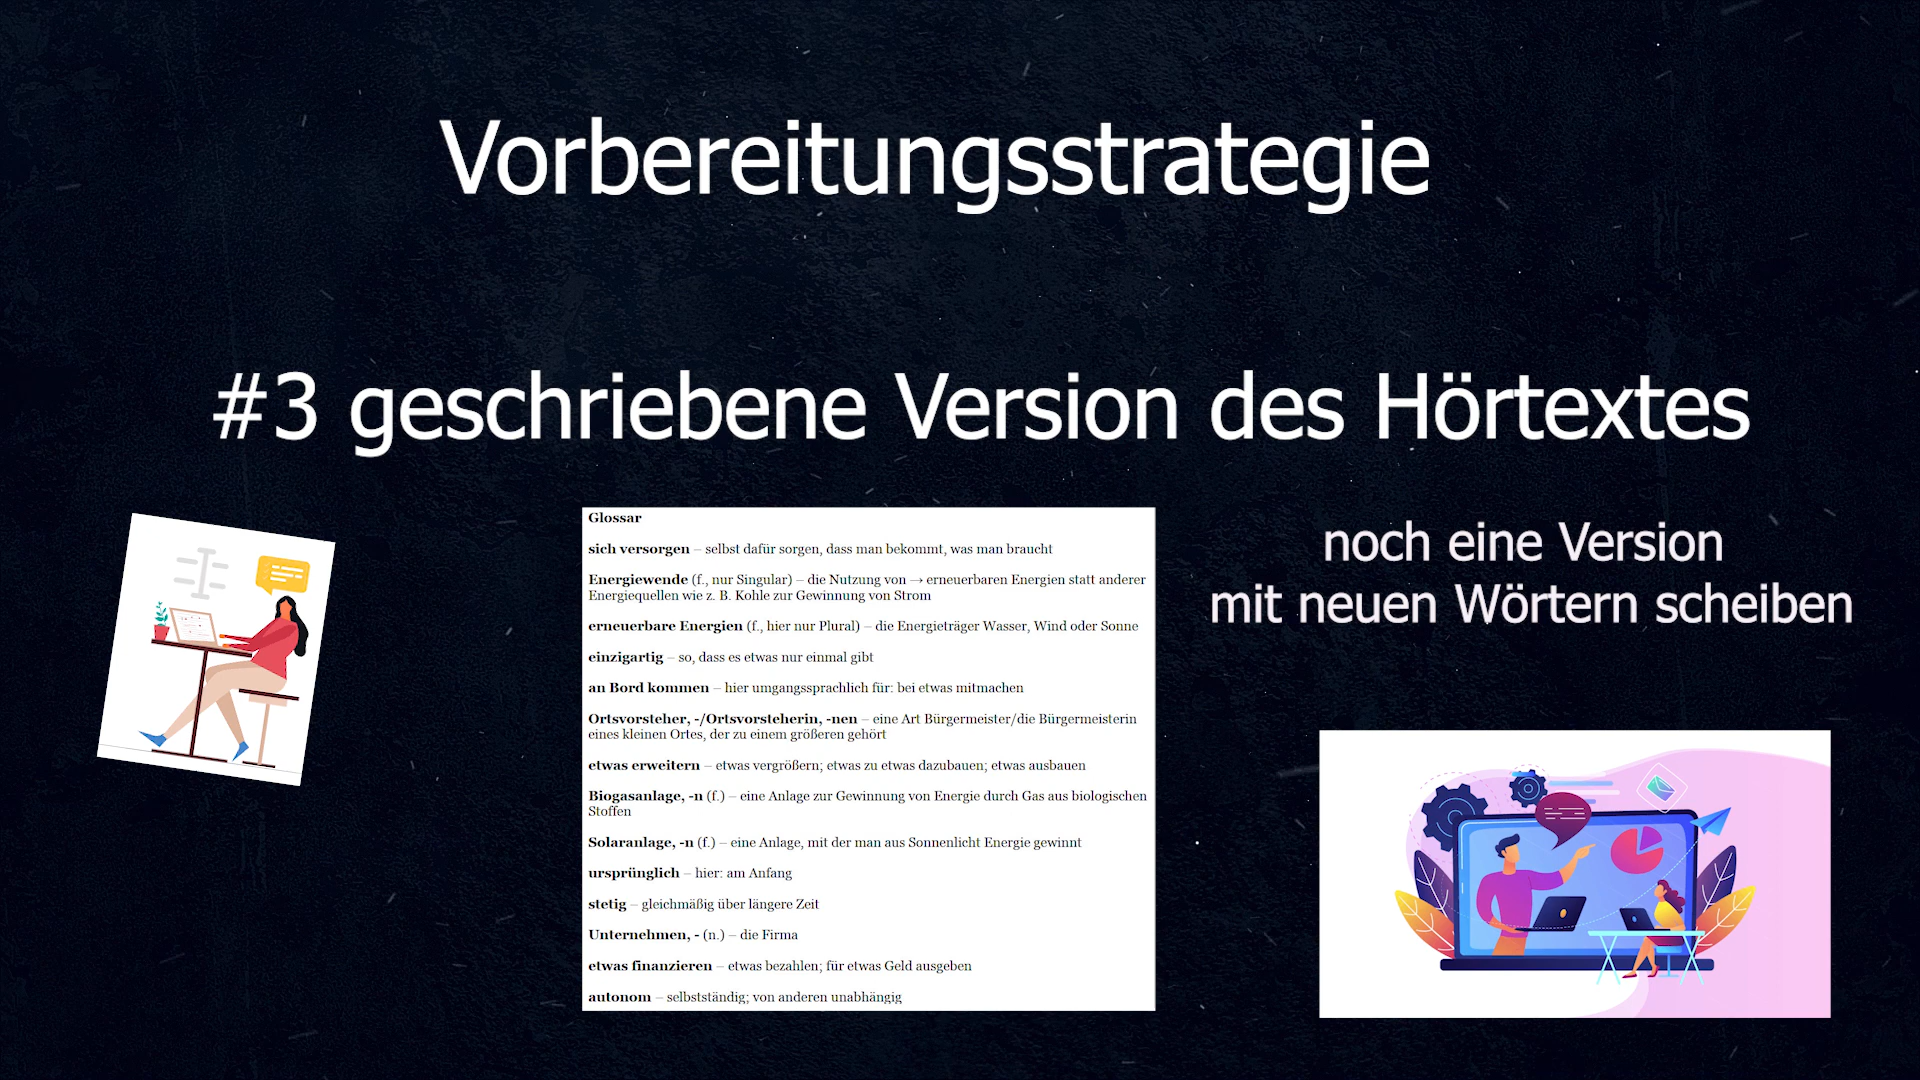 Vorbereitungsstrategie
#3 geschriebene Version des Hörtextes
Glossar
sich versorgen – selbst dafür sorgen, dass man bekommt, was man braucht
Energiewende (f., nur Singular) – die Nutzung von → erneuerbaren Energien statt anderer
Energiequellen wie z. B. Kohle zur Gewinnung von Strom
erneuerbare Energien (f., hier nur Plural) – die Energieträger Wasser, Wind oder Sonne
einzigartig – so, dass es etwas nur einmal gibt
an Bord kommen – hier umgangssprachlich für: bei etwas mitmachen
Ortsvorsteher, -/Ortsvorsteherin, -nen – eine Art Bürgermeister/die Bürgermeisterin
eines kleinen Ortes, der zu einem größeren gehört
etwas erweitern – etwas vergrößern; etwas zu etwas dazubauen; etwas ausbauen
Biogasanlage, -n (f.) – eine Anlage zur Gewinnung von Energie durch Gas aus biologischen
Stoffen
Solaranlage, -n (f.) – eine Anlage, mit der man aus Sonnenlicht Energie gewinnt
ursprünglich – hier: am Anfang
stetig – gleichmäßig über längere Zeit
Unternehmen, - (n.) – die Firma
etwas finanzieren – etwas bezahlen; für etwas Geld ausgeben
autonom – selbstständig; von anderen unabhängig
noch eine Version
mit neuen Wörtern scheiben